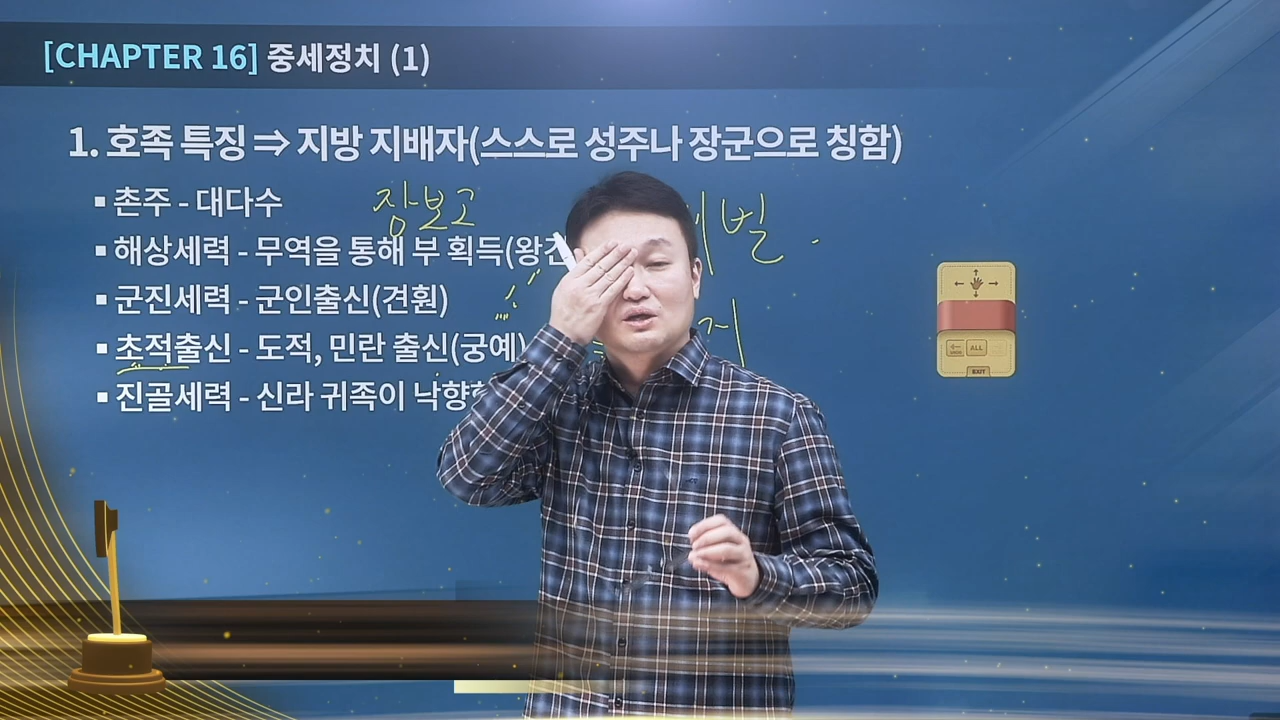 [CHAPTER 16] 중세정치 (1)
1. 호족 특징 ⇒ 지방 지배자(스스로 성주나 장군으로 칭함)
▪ 촌주 - 대다수
장보고
▪ 해상세력 - 무역을 통해 부 획득(왕건
▪ 군진세력 - 군인출신(견훤)
▪ 초적출신 - 도적, 민란 출신(궁예)
▪ 진골세력 - 신라 귀족이 낙향한
ALL
EXIT